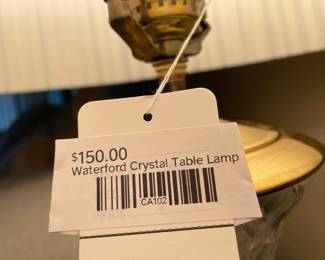 $150.00
Waterford Crystal Table Lamp
CA102